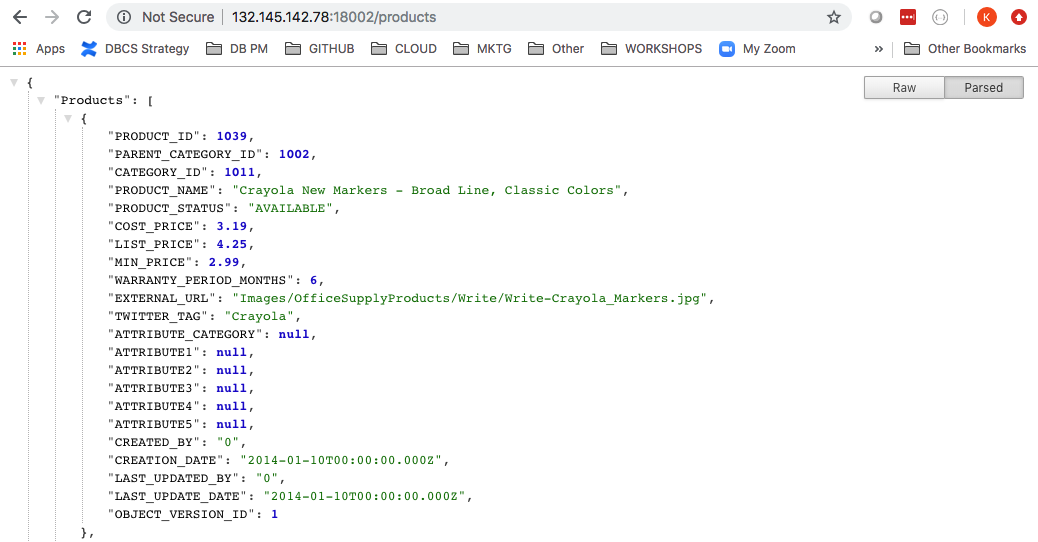 Not Secure | 132.145.142.78:18002/products
K
Apps DBCS Strategy DB PM GITHUB CLOUD MKTG Other WORKSHOPS My Zoom » Other Bookmarks
Raw Parsed
{
"Products": [
{
"PRODUCT_ID": 1039,
"PARENT_CATEGORY_ID": 1002,
"CATEGORY_ID": 1011,
"PRODUCT_NAME": "Crayola New Markers - Broad Line, Classic Colors",
"PRODUCT_STATUS": "AVAILABLE",
"COST_PRICE": 3.19,
"LIST_PRICE": 4.25,
"MIN_PRICE": 2.99,
"WARRANTY_PERIOD_MONTHS": 6,
"EXTERNAL_URL": "Images/OfficeSupplyProducts/Write/Write-Crayola_Markers.jpg",
"TWITTER_TAG": "Crayola",
"ATTRIBUTE_CATEGORY": null,
"ATTRIBUTE1": null,
"ATTRIBUTE2": null,
"ATTRIBUTE3": null,
"ATTRIBUTE4": null,
"ATTRIBUTE5": null,
"CREATED_BY": "0",
"CREATION_DATE": "2014-01-10T00:00:00.000Z",
"LAST_UPDATED_BY": "0",
"LAST_UPDATE_DATE": "2014-01-10T00:00:00.000Z",
"OBJECT_VERSION_ID": 1
},